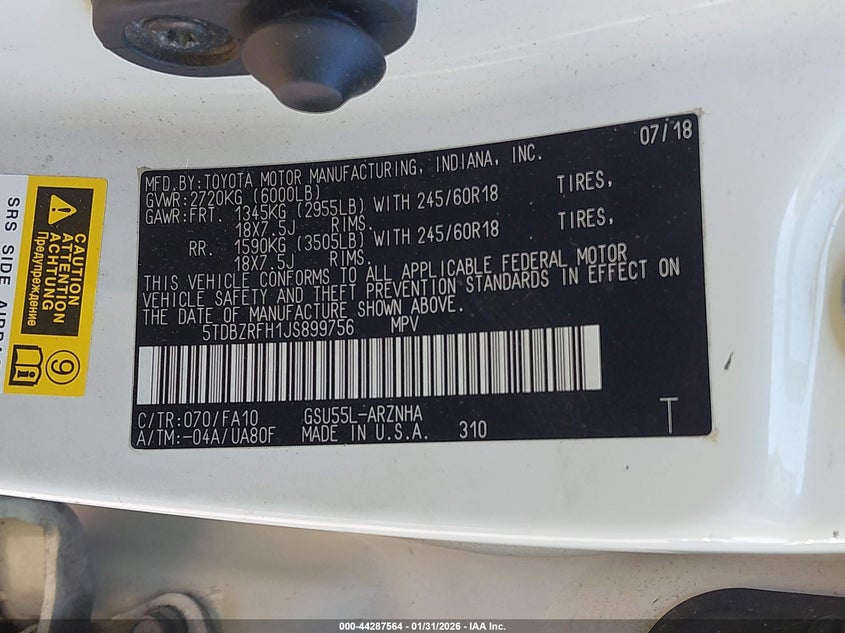 07/18
MFD.BY:TOYOTA MOTOR MANUFACTURING, INDIANA, INC.
GVWR:2720KG (6000LB)
GAWR:FRT. 1345KG (2955LB) WITH 245/60R18 TIRES,
18X7.5J RIMS.
RR. 1590KG (3505LB) WITH 245/60R18 TIRES,
18X7.5J RIMS.
THIS VEHICLE CONFORMS TO ALL APPLICABLE FEDERAL MOTOR
VEHICLE SAFETY AND THEFT PREVENTION STANDARDS IN EFFECT ON
THE DATE OF MANUFACTURE SHOWN ABOVE.
5TDBZRFH1JS899756 MPV
C/TR:070/FA10 GSU55L-ARZNHA
A/TM:-04A/UA80F MADE IN U.S.A. 310
T
CAUTION
ATTENTION
ACHTUNG
Предупреждение
9
SRS SIDE
000-44287564 - 01/31/2026 - IAA Inc.